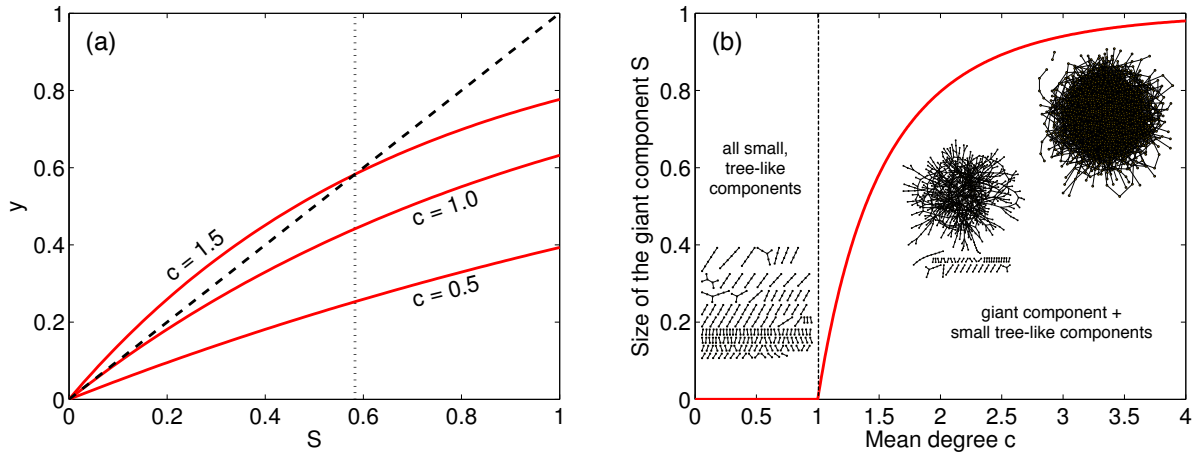 (a)
1
0.8
0.6
0.4
0.2
0
y
c = 1.5
c = 1.0
c = 0.5
0
0.2
0.4
0.6
0.8
1
S
(b)
1
0.8
0.6
0.4
0.2
0
Size of the giant component S
all small,
tree-like
components
giant component +
small tree-like components
0
0.5
1
1.5
2
2.5
3
3.5
4
Mean degree c